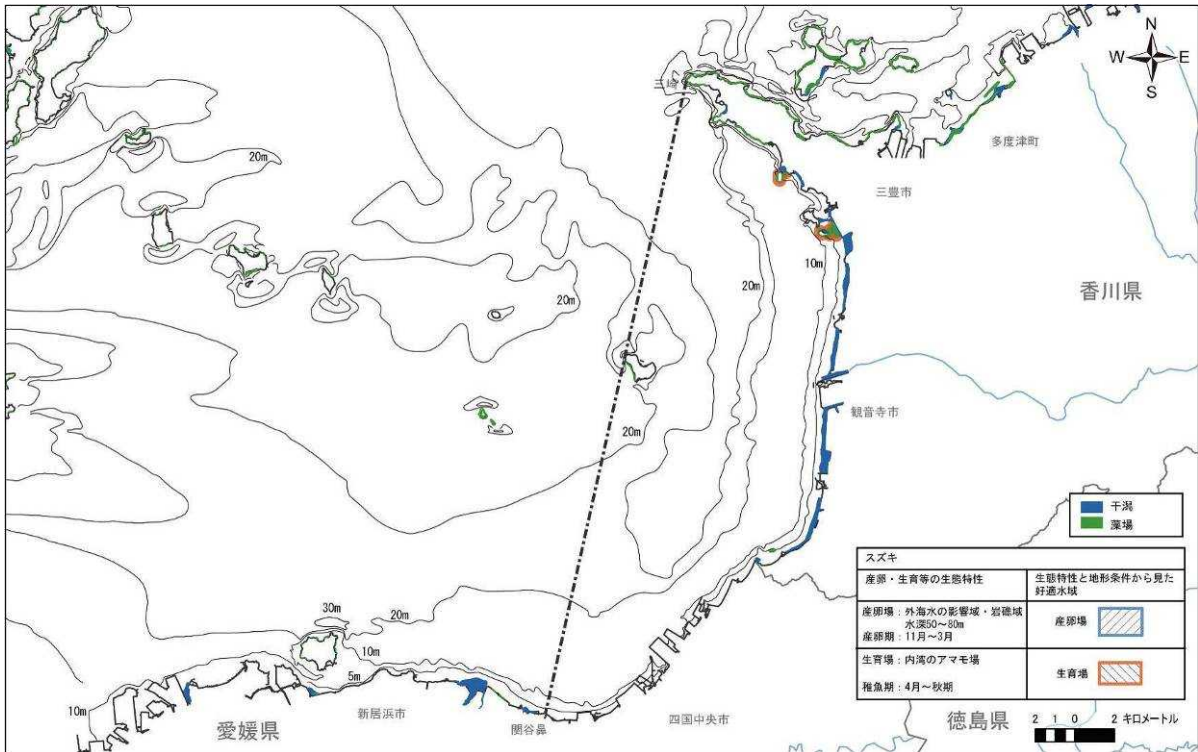 N
W E
S
三崎
20m
多度津町
三豊市
10m
20m
20m
香川県
20m
観音寺市
干潟
藻場
スズキ
産卵・生育等の生態特性
生態特性と地形条件から見た
好適水域
産卵場:外海水の影響域・岩礁域
水深50~80m
産卵期:11月~3月
産卵場
生育場:内湾のアマモ場
稚魚期:4月~秋期
生育場
30m
20m
10m
5m
10m
新居浜市
関谷鼻
四国中央市
愛媛県
徳島県
2 1 0 2 キロメートル